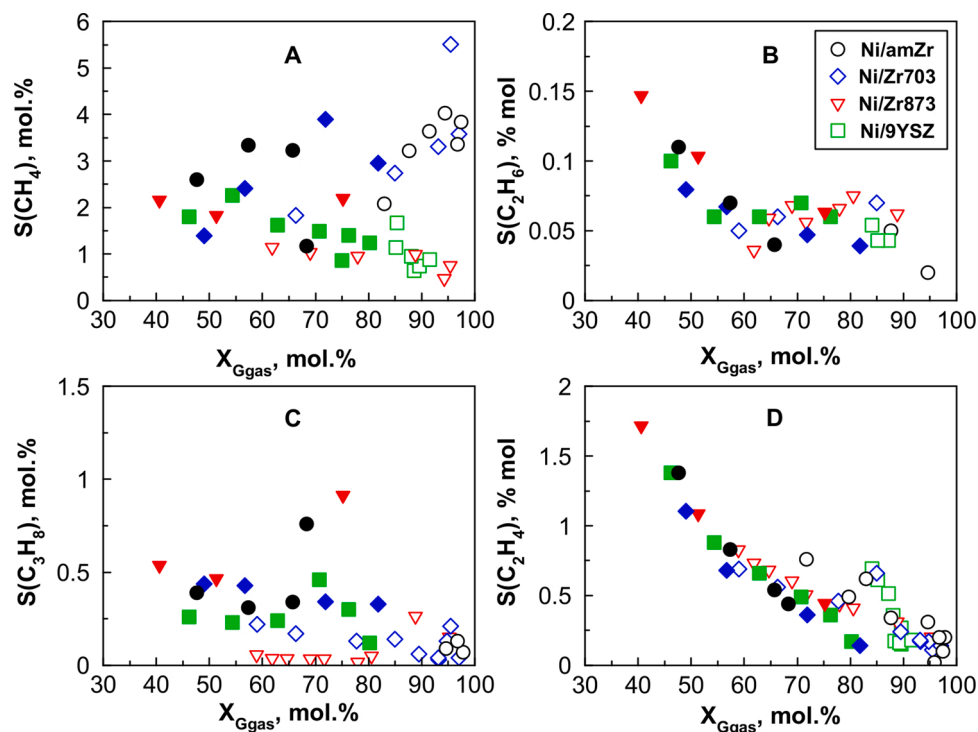 A
S(CH4), mol.%
6
5
4
3
2
1
0
30 40 50 60 70 80 90 100
XGgas, mol.%
B
S(C2H6), % mol
0.2
0.15
0.1
0.05
0
30 40 50 60 70 80 90 100
XGgas, mol.%
Ni/amZr
Ni/Zr703
Ni/Zr873
Ni/9YSZ
C
S(C3H8), mol.%
1.5
1
0.5
0
30 40 50 60 70 80 90 100
XGgas, mol.%
D
S(C2H4), % mol
2
1.5
1
0.5
0
30 40 50 60 70 80 90 100
XGgas, mol.%